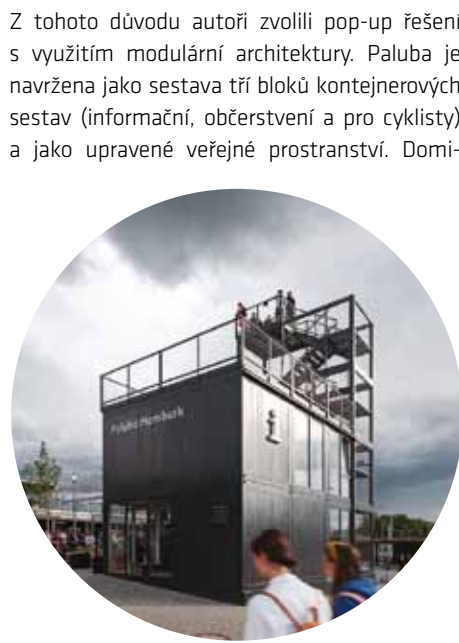 Z tohoto důvodu autoři zvolili pop-up řešení
s využitím modulární architektury. Paluba je
navržena jako sestava tří bloků kontejnerových
sestav (informační, občerstvení a pro cyklisty)
a jako upravené veřejné prostranství. Domi-
Paluba Hamburk
i